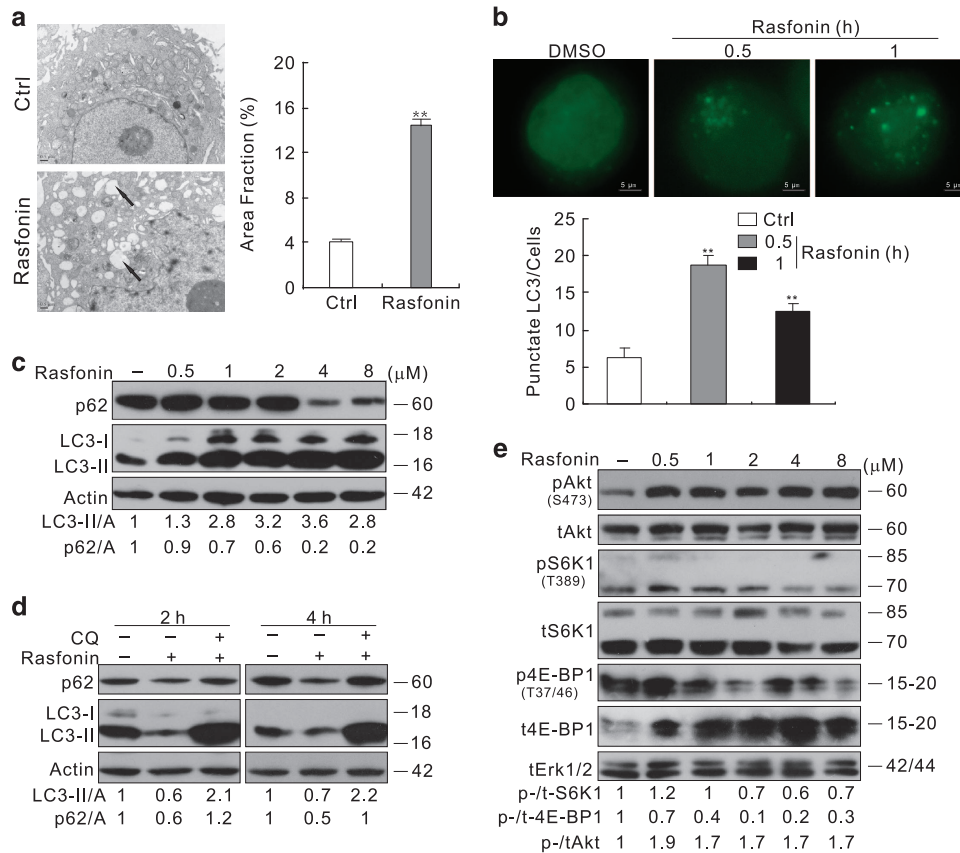 a
Ctrl
Rasfonin
Area Fraction (%)
20
16
12
8
4
0
**
Ctrl Rasfonin
b
Rasfonin (h)
DMSO 0.5 1
5 µm 5 µm 5 µm
Punctate LC3/Cells
25
20
15
10
5
0
** **
Ctrl
0.5
1
Rasfonin (h)
c
Rasfonin – 0.5 1 2 4 8 (µM)
p62 –60
LC3-I –18
LC3-II –16
Actin –42
LC3-II/A 1 1.3 2.8 3.2 3.6 2.8
p62/A 1 0.9 0.7 0.6 0.2 0.2
d
2 h 4 h
CQ – – + – – +
Rasfonin – + + – + +
p62 –60
LC3-I –18
LC3-II –16
Actin –42
LC3-II/A 1 0.6 2.1 1 0.7 2.2
p62/A 1 0.6 1.2 1 0.5 1
e
Rasfonin – 0.5 1 2 4 8 (µM)
pAkt –60
(S473)
tAkt –60
pS6K1 –85
(T389) –70
tS6K1 –85
–70
p4E-BP1 –15-20
(T37/46)
t4E-BP1 –15-20
tErk1/2 –42/44
p-/t-S6K1 1 1.2 1 0.7 0.6 0.7
p-/t-4E-BP1 1 0.7 0.4 0.1 0.2 0.3
p-/tAkt 1 1.9 1.7 1.7 1.7 1.7